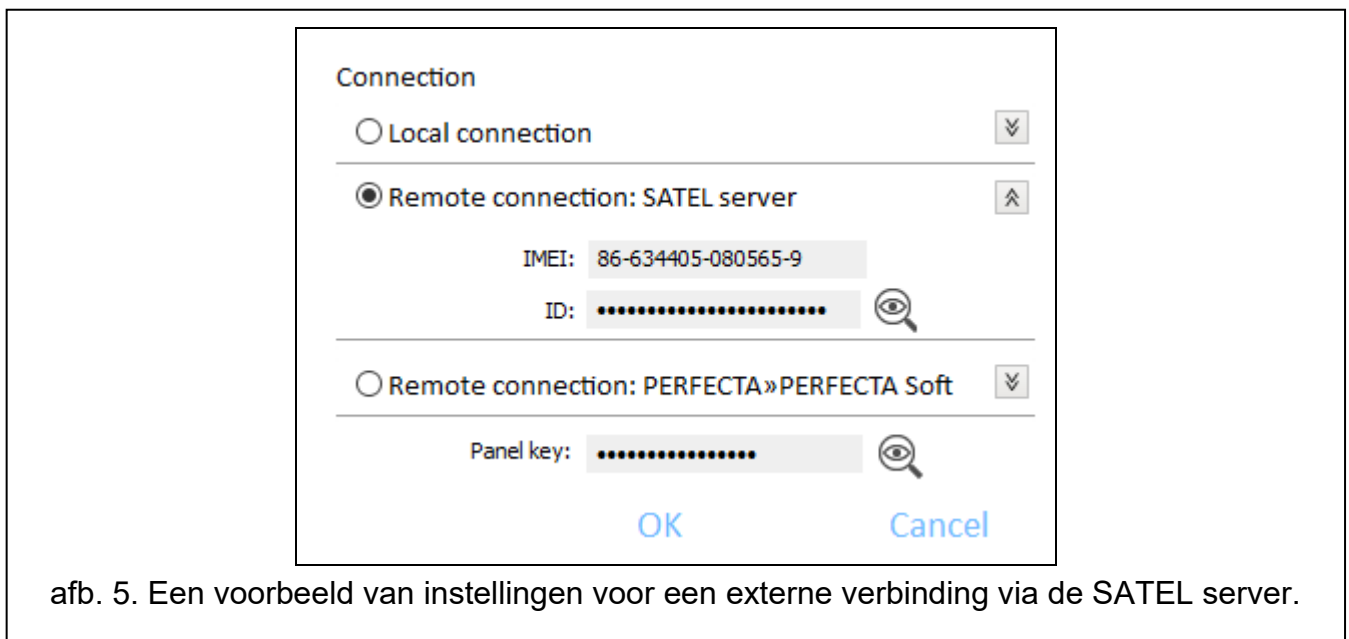 Connection
Local connection
Remote connection: SATEL server
IMEI: 86-634405-080565-9
ID: •••••••••••••••••••••••
Remote connection: PERFECTA»PERFECTA Soft
Panel key: ••••••••••••••••
OK Cancel
afb. 5. Een voorbeeld van instellingen voor een externe verbinding via de SATEL server.